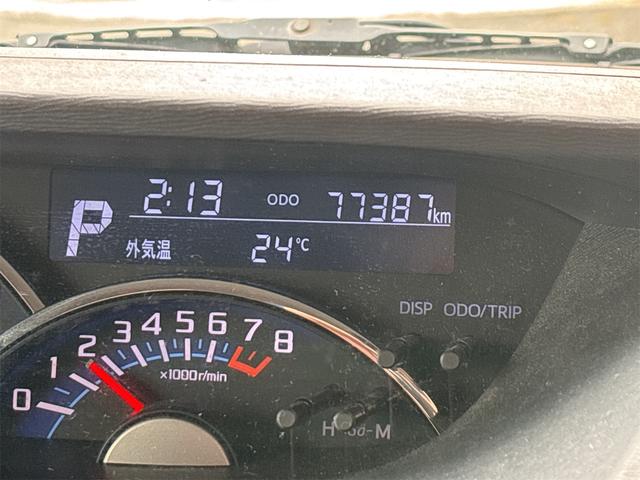 P 2:13 ODO 77387km
外気温 24℃
DISP ODO/TRIP
0 1 2 3 4 5 6 7 8
×1000r/min
H M